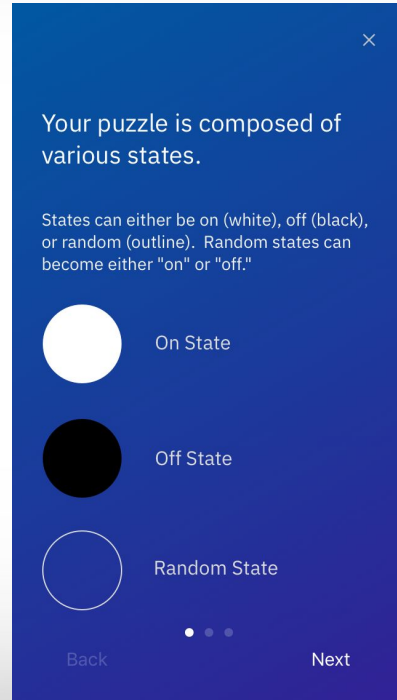 Your puzzle is composed of
various states.
States can either be on (white), off (black),
or random (outline).  Random states can
become either "on" or "off."
On State
Off State
Random State
Back
Next